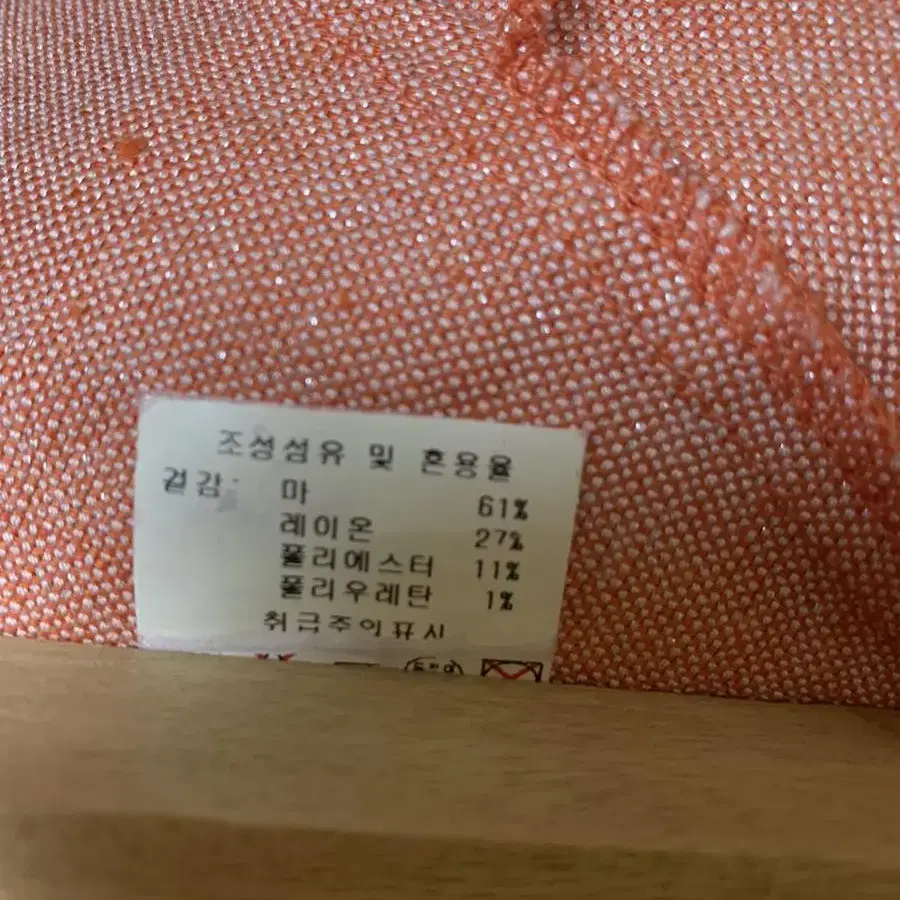 조성섬유 및 혼용율
겉감: 마 61%
레이온 27%
폴리에스터 11%
폴리우레탄 1%
취급주의표시